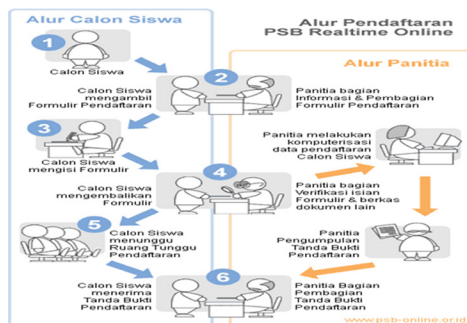 Alur Calon Siswa
Alur Pendaftaran
PSB Realtime Online
Alur Panitia
1
Calon Siswa
2
Calon Siswa
mengambil
Formulir Pendaftaran
Panitia bagian
Informasi & Pembagian
Formulir Pendaftaran
3
Calon Siswa
mengisi Formulir
Panitia melakukan
komputerisasi
data pendaftaran
Calon Siswa
4
Calon Siswa
mengembalikan
Formulir
Panitia bagian
Verifikasi isian
Formulir & berkas
dokumen lain
5
Calon Siswa
menunggu
Ruang Tunggu
Pendaftaran
Panitia
Pengumpulan
Tanda Bukti
Pendaftaran
6
Calon Siswa
menerima
Tanda Bukti
Pendaftaran
Panitia Bagian
Pembagian
Tanda Bukti
Pendaftaran
www.psb-online.or.id